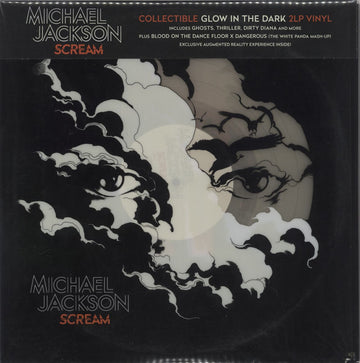 MICHAEL
JACKSON
SCREAM
COLLECTIBLE GLOW IN THE DARK 2LP VINYL
INCLUDES GHOSTS, THRILLER, DIRTY DIANA AND MORE
PLUS BLOOD ON THE DANCE FLOOR X DANGEROUS (THE WHITE PANDA MASH-UP)
EXCLUSIVE AUGMENTED REALITY EXPERIENCE INSIDE!
MICHAEL
JACKSON
SCREAM